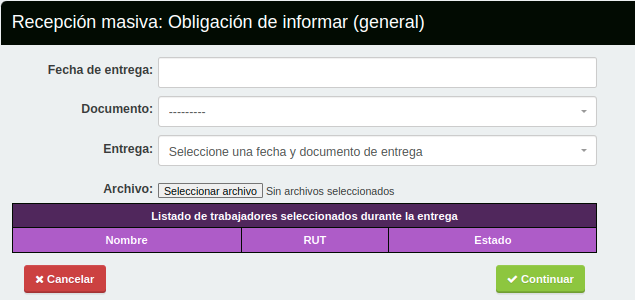 Recepción masiva: Obligación de informar (general)
Fecha de entrega:
Documento: ---------
Entrega: Seleccione una fecha y documento de entrega
Archivo: Seleccionar archivo Sin archivos seleccionados
Listado de trabajadores seleccionados durante la entrega
Nombre RUT Estado
Cancelar Continuar